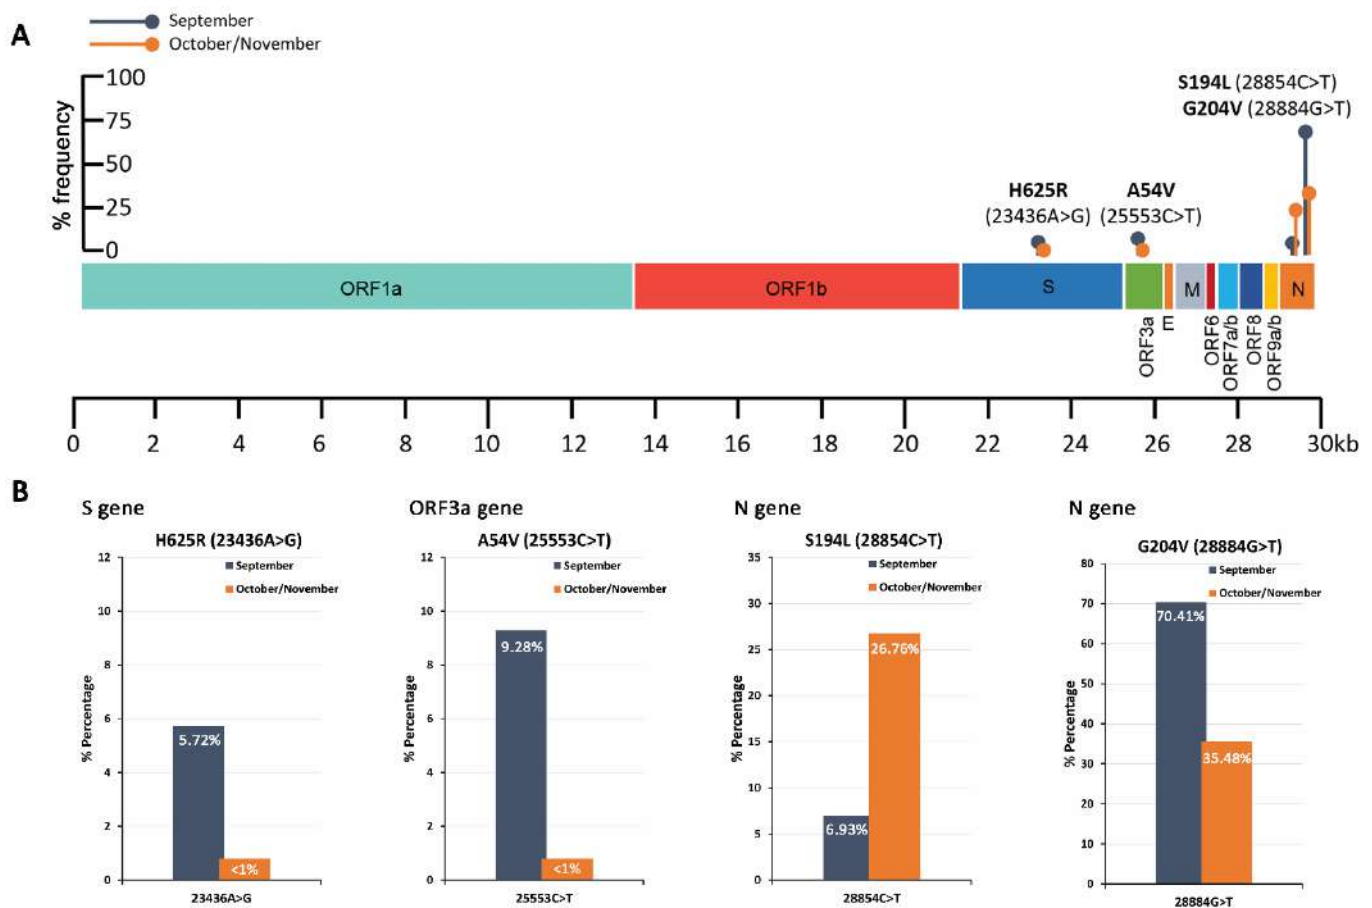 A
September
October/November
% frequency
100
75
50
25
0
S194L (28854C>T)
G204V (28884G>T)
H625R
(23436A>G)
A54V
(25553C>T)
ORF1a
ORF1b
S
ORF3a
E
M
ORF6
ORF7a/b
ORF8
ORF9a/b
N
0 2 4 6 8 10 12 14 16 18 20 22 24 26 28 30kb
B
S gene
H625R (23436A>G)
September
October/November
% Percentage
12
10
8
6
4
2
0
5.72%
<1%
23436A>G
ORF3a gene
A54V (25553C>T)
September
October/November
% Percentage
12
10
8
6
4
2
0
9.28%
<1%
25553C>T
N gene
S194L (28854C>T)
September
October/November
% Percentage
35
30
25
20
15
10
5
0
6.93%
26.76%
28854C>T
N gene
G204V (28884G>T)
September
October/November
% Percentage
80
70
60
50
40
30
20
10
0
70.41%
35.48%
28884G>T